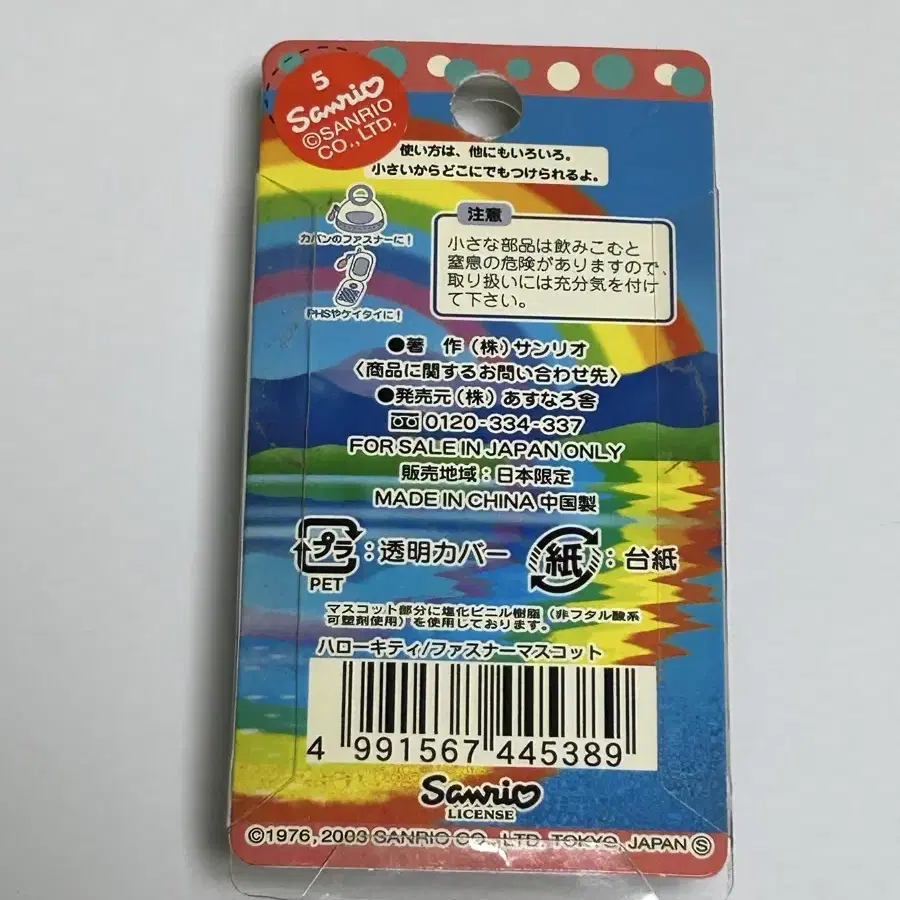 5
Sanrio
©SANRIO
CO.,LTD.
使い方は、他にもいろいろ。
小さいからどこにでもつけられるよ。
カバンのファスナーに!
PHSやケイタイに!
注意
小さな部品は飲みこむと
窒息の危険がありますので、
取り扱いには充分気を付け
て下さい。
●著 作(株)サンリオ
〈商品に関するお問い合わせ先〉
●発売元(株)あすなろ舎
0120-334-337
FOR SALE IN JAPAN ONLY
販売地域:日本限定
MADE IN CHINA 中国製
プラ:透明カバー
PET
紙:台紙
マスコット部分に塩化ビニル樹脂(非フタル酸系
可塑剤使用)を使用しております。
ハローキティ/ファスナーマスコット
4 991567 445389
Sanrio
LICENSE
©1976, 2003 SANRIO CO., LTD. TOKYO, JAPAN Ⓢ